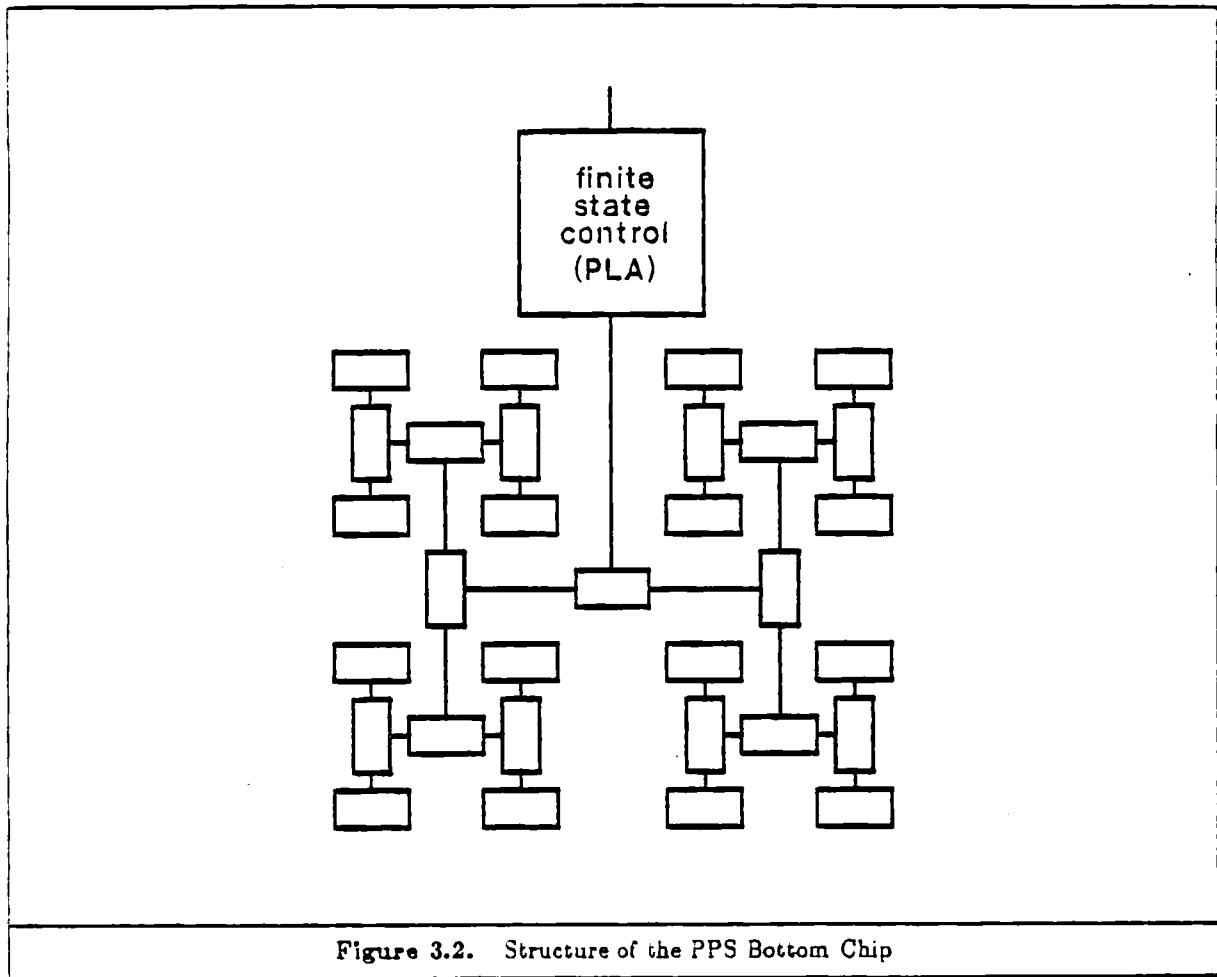 finite
state
control
(PLA)
Figure 3.2. Structure of the PPS Bottom Chip